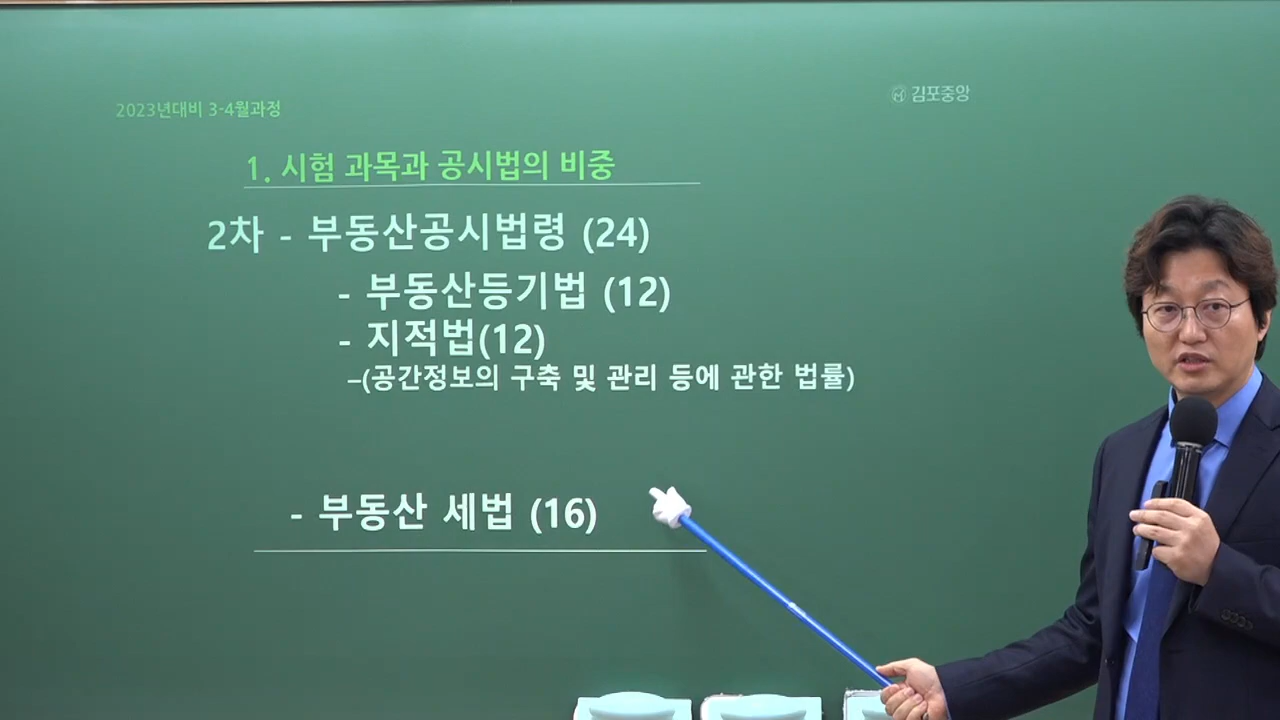 2023년대비 3-4월과정
김포중앙
1. 시험 과목과 공시법의 비중
2차 - 부동산공시법령 (24)
- 부동산등기법 (12)
- 지적법(12)
–(공간정보의 구축 및 관리 등에 관한 법률)
- 부동산 세법 (16)